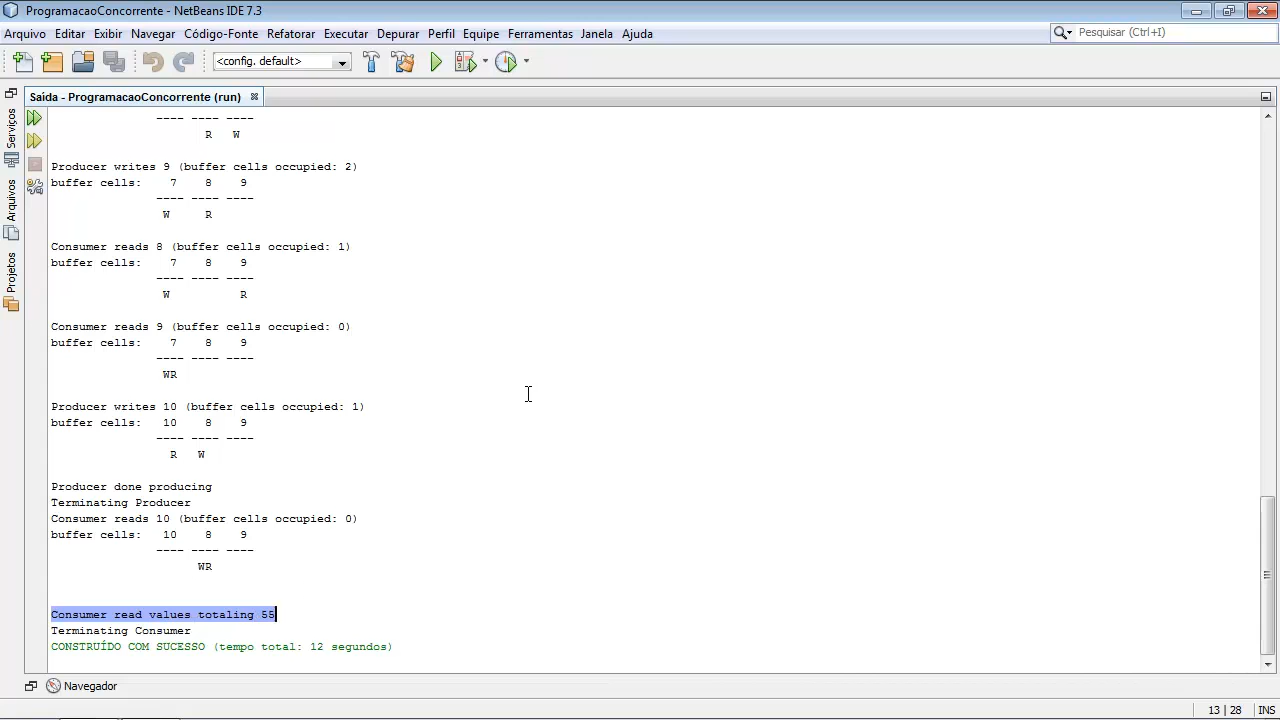 ProgramacaoConcorrente - NetBeans IDE 7.3
Arquivo Editar Exibir Navegar Código-Fonte Refatorar Executar Depurar Perfil Equipe Ferramentas Janela Ajuda
Pesquisar (Ctrl+I)
<config. default>
Saída - ProgramacaoConcorrente (run)
Serviços
Arquivos
Projetos
---- ---- ----
R W
Producer writes 9 (buffer cells occupied: 2)
buffer cells: 7 8 9
---- ---- ----
W R
Consumer reads 8 (buffer cells occupied: 1)
buffer cells: 7 8 9
---- ---- ----
W R
Consumer reads 9 (buffer cells occupied: 0)
buffer cells: 7 8 9
---- ---- ----
WR
Producer writes 10 (buffer cells occupied: 1)
buffer cells: 10 8 9
---- ---- ----
R W
Producer done producing
Terminating Producer
Consumer reads 10 (buffer cells occupied: 0)
buffer cells: 10 8 9
---- ---- ----
WR
Consumer read values totaling 55
Terminating Consumer
CONSTRUÍDO COM SUCESSO (tempo total: 12 segundos)
Navegador
13 | 28 INS